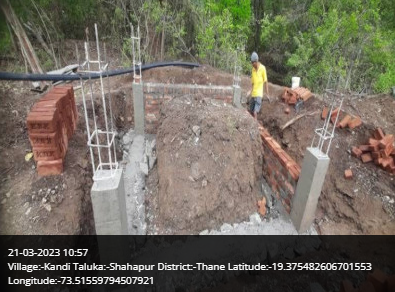 21-03-2023 10:57
Village:-Kandi Taluka:-Shahapur District:-Thane Latitude:-19.375482606701553
Longitude:-73.51559794507921